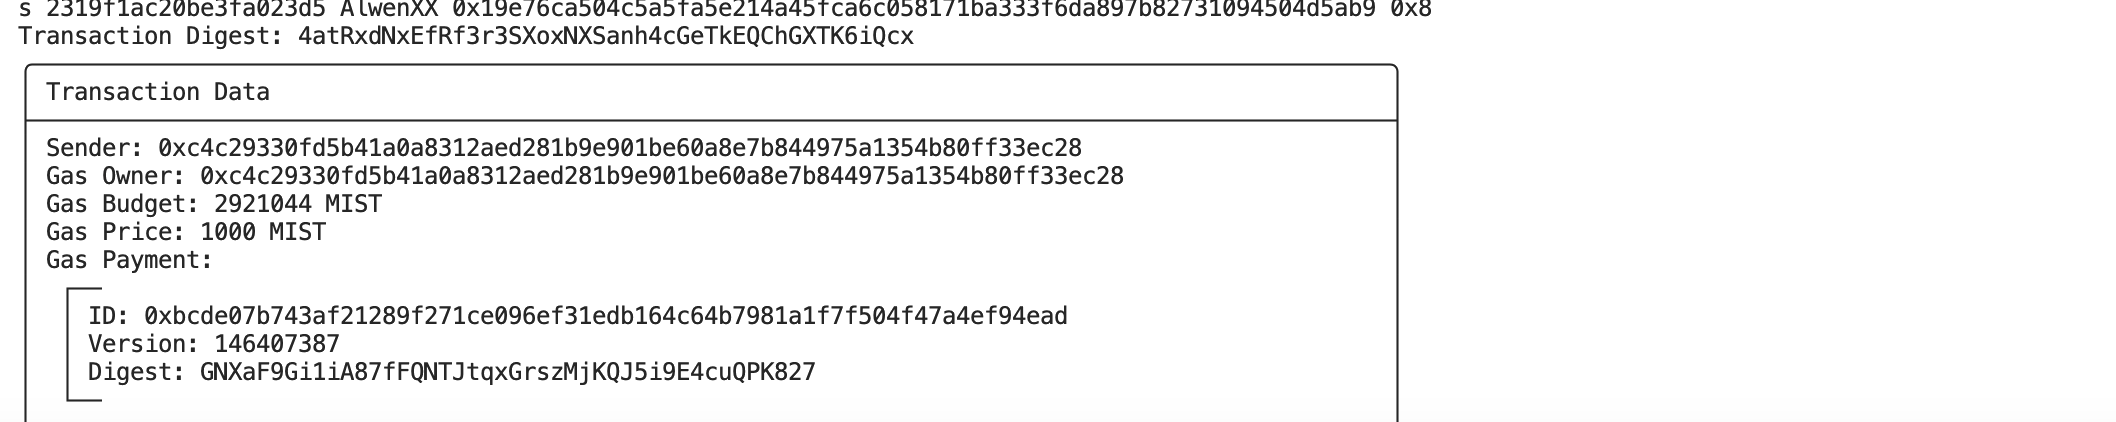 s 2319f1ac20be3fa023d5 AlwenXX 0x19e76ca504c5a5fa5e214a45fca6c058171ba333f6da897b82731094504d5ab9 0x8
Transaction Digest: 4atRxdNxEfRf3r3SXoxNXSanh4cGeTkEQChGXTK6iQcx
Transaction Data
Sender: 0xc4c29330fd5b41a0a8312aed281b9e901be60a8e7b844975a1354b80ff33ec28
Gas Owner: 0xc4c29330fd5b41a0a8312aed281b9e901be60a8e7b844975a1354b80ff33ec28
Gas Budget: 2921044 MIST
Gas Price: 1000 MIST
Gas Payment:
ID: 0xbcde07b743af21289f271ce096ef31edb164c64b7981a1f7f504f47a4ef94ead
Version: 146407387
Digest: GNXaF9Gi1iA87fFQNTJtqxGrszMjKQJ5i9E4cuQPK827